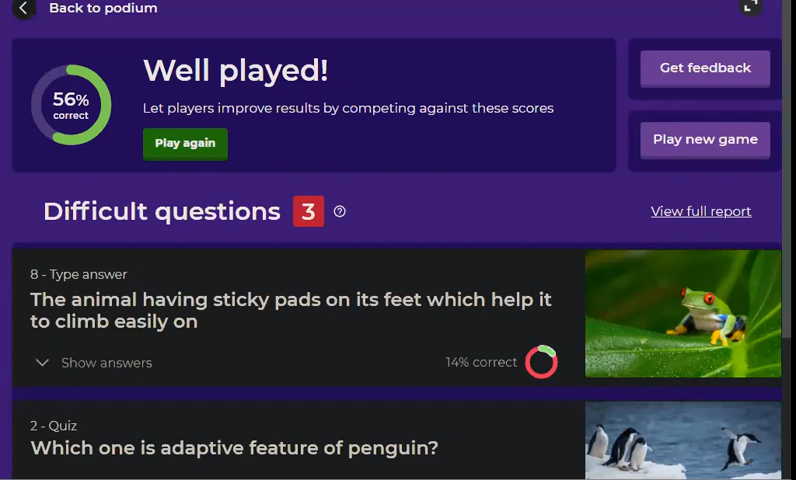 Back to podium
56%
correct
Well played!
Let players improve results by competing against these scores
Play again
Get feedback
Play new game
Difficult questions 3
?
View full report
8 - Type answer
The animal having sticky pads on its feet which help it
to climb easily on
Show answers
14% correct
2 - Quiz
Which one is adaptive feature of penguin?